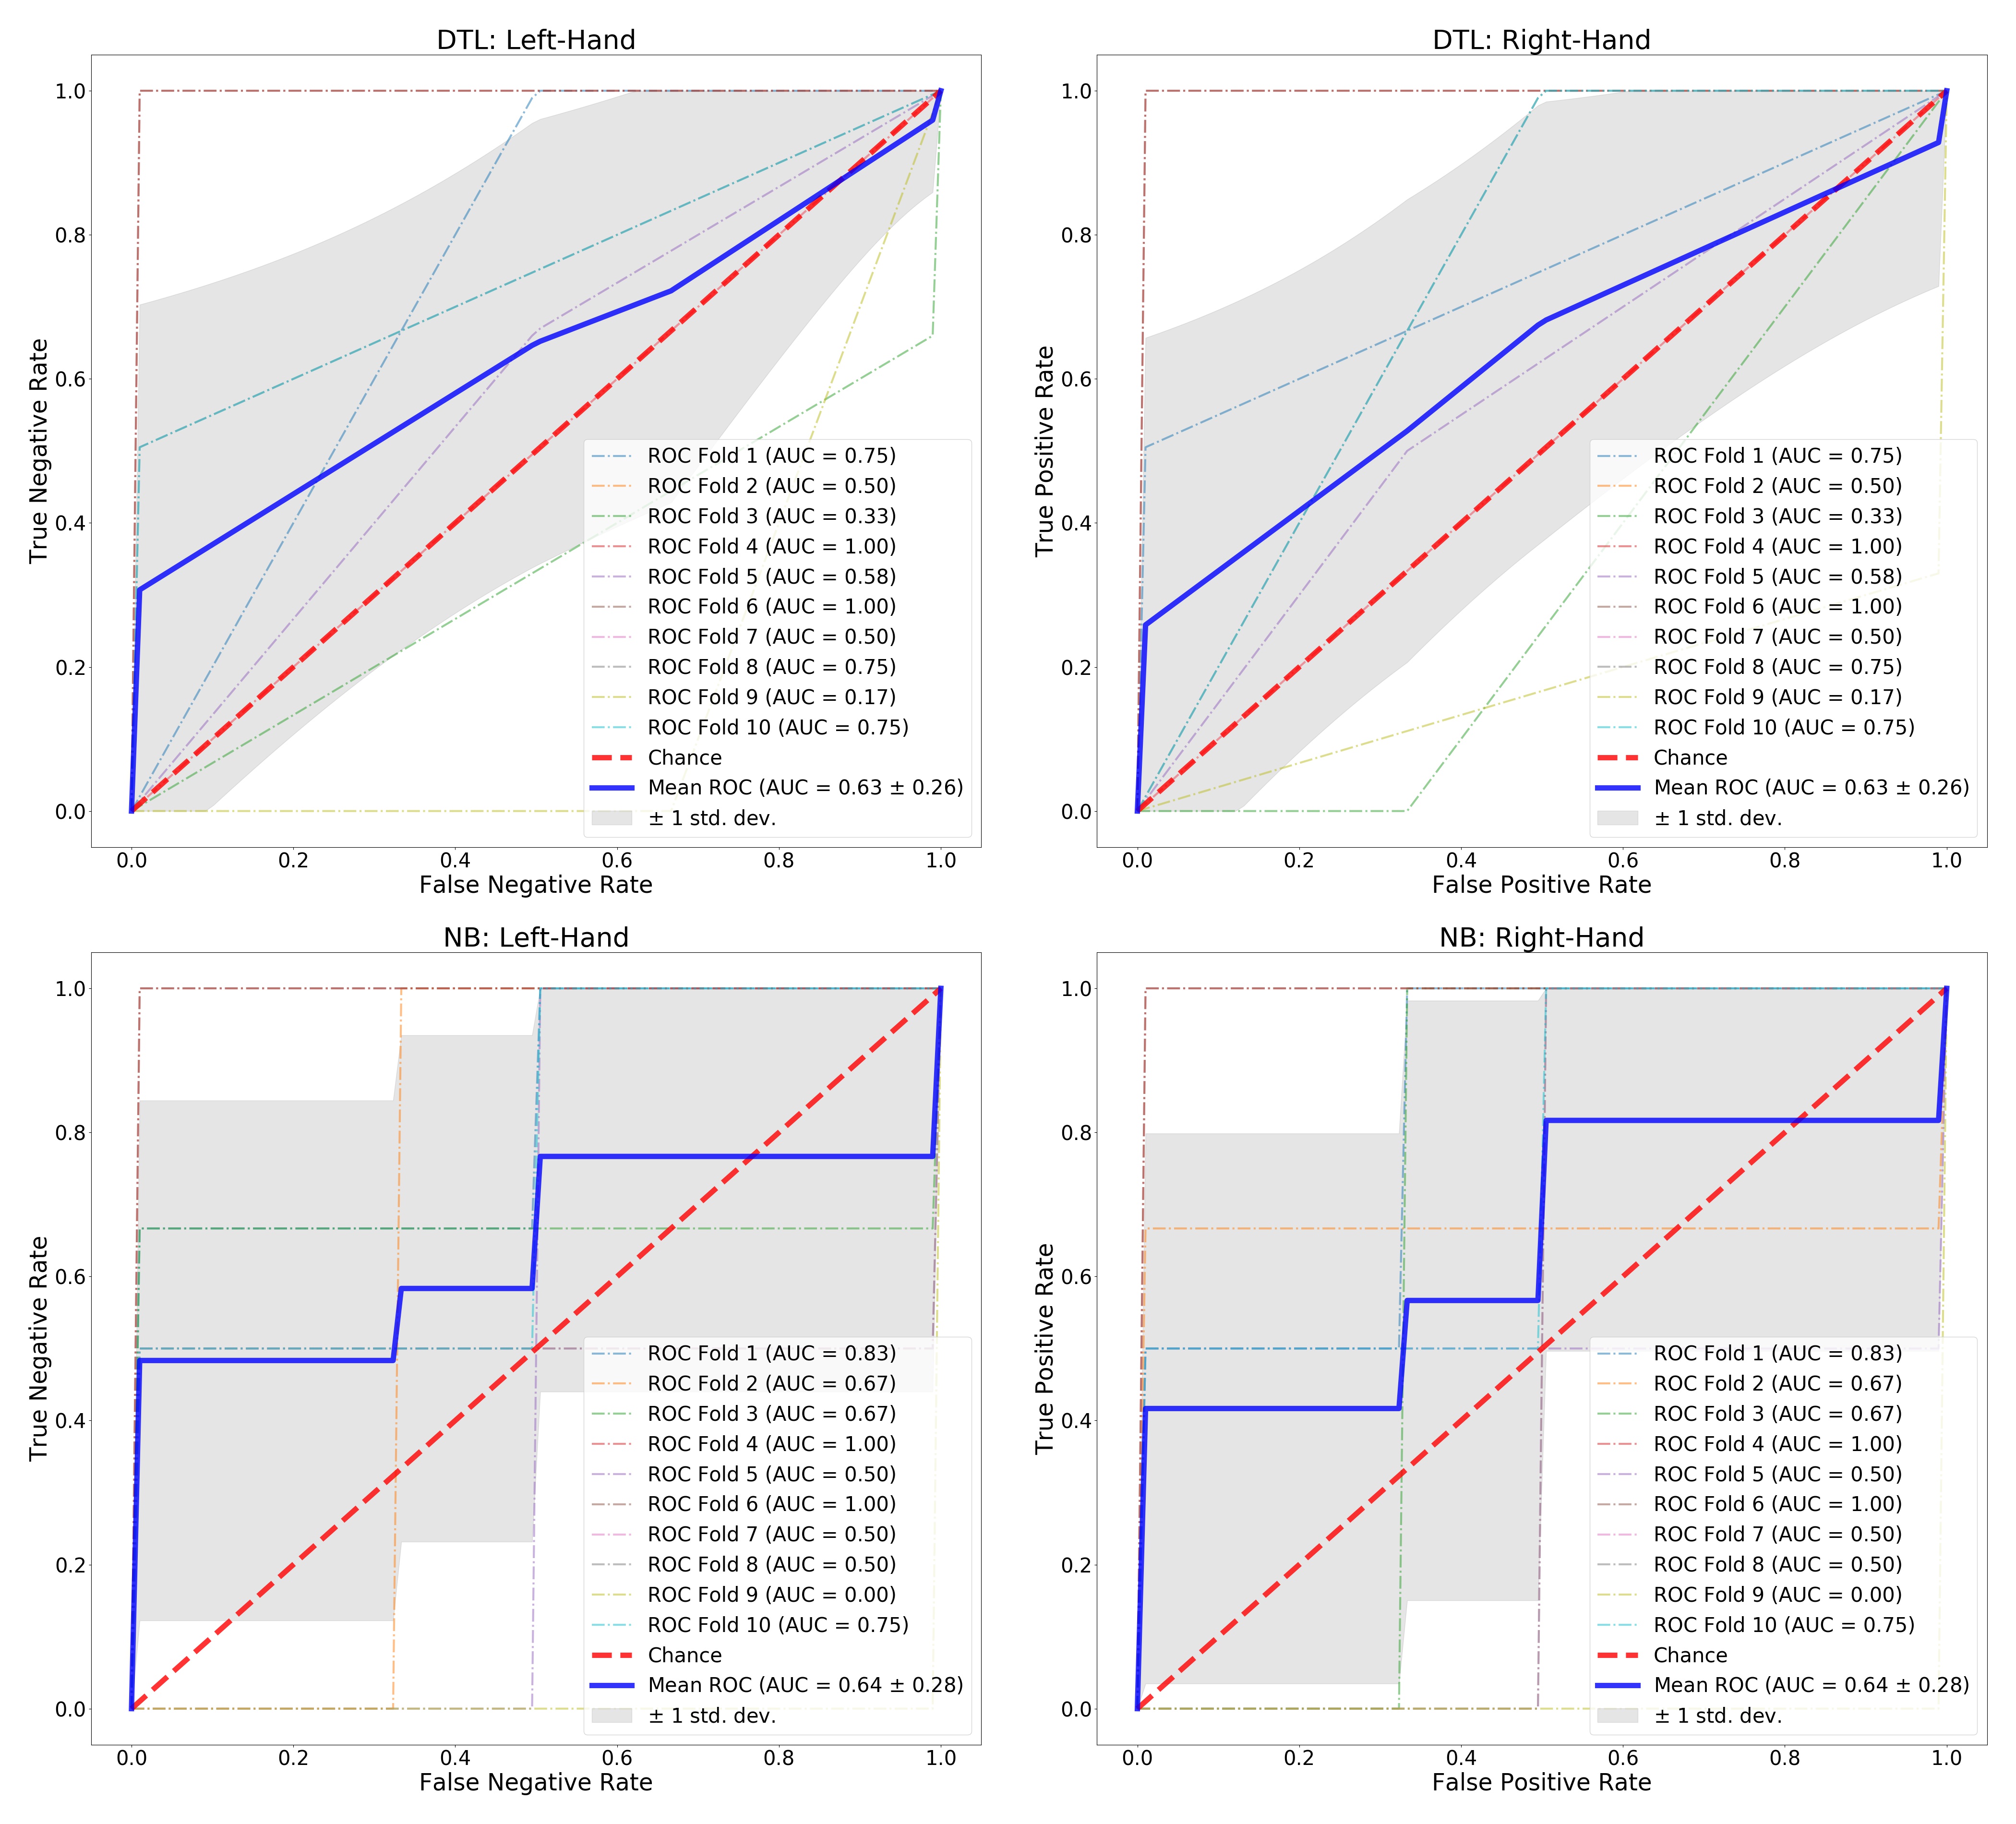 DTL: Left-Hand
True Negative Rate
1.0
0.8
0.6
0.4
0.2
0.0
ROC Fold 1 (AUC = 0.75)
ROC Fold 2 (AUC = 0.50)
ROC Fold 3 (AUC = 0.33)
ROC Fold 4 (AUC = 1.00)
ROC Fold 5 (AUC = 0.58)
ROC Fold 6 (AUC = 1.00)
ROC Fold 7 (AUC = 0.50)
ROC Fold 8 (AUC = 0.75)
ROC Fold 9 (AUC = 0.17)
ROC Fold 10 (AUC = 0.75)
Chance
Mean ROC (AUC = 0.63 ± 0.26)
± 1 std. dev.
0.0 0.2 0.4 0.6 0.8 1.0
False Negative Rate
DTL: Right-Hand
True Positive Rate
1.0
0.8
0.6
0.4
0.2
0.0
ROC Fold 1 (AUC = 0.75)
ROC Fold 2 (AUC = 0.50)
ROC Fold 3 (AUC = 0.33)
ROC Fold 4 (AUC = 1.00)
ROC Fold 5 (AUC = 0.58)
ROC Fold 6 (AUC = 1.00)
ROC Fold 7 (AUC = 0.50)
ROC Fold 8 (AUC = 0.75)
ROC Fold 9 (AUC = 0.17)
ROC Fold 10 (AUC = 0.75)
Chance
Mean ROC (AUC = 0.63 ± 0.26)
± 1 std. dev.
0.0 0.2 0.4 0.6 0.8 1.0
False Positive Rate
NB: Left-Hand
True Negative Rate
1.0
0.8
0.6
0.4
0.2
0.0
ROC Fold 1 (AUC = 0.83)
ROC Fold 2 (AUC = 0.67)
ROC Fold 3 (AUC = 0.67)
ROC Fold 4 (AUC = 1.00)
ROC Fold 5 (AUC = 0.50)
ROC Fold 6 (AUC = 1.00)
ROC Fold 7 (AUC = 0.50)
ROC Fold 8 (AUC = 0.50)
ROC Fold 9 (AUC = 0.00)
ROC Fold 10 (AUC = 0.75)
Chance
Mean ROC (AUC = 0.64 ± 0.28)
± 1 std. dev.
0.0 0.2 0.4 0.6 0.8 1.0
False Negative Rate
NB: Right-Hand
True Positive Rate
1.0
0.8
0.6
0.4
0.2
0.0
ROC Fold 1 (AUC = 0.83)
ROC Fold 2 (AUC = 0.67)
ROC Fold 3 (AUC = 0.67)
ROC Fold 4 (AUC = 1.00)
ROC Fold 5 (AUC = 0.50)
ROC Fold 6 (AUC = 1.00)
ROC Fold 7 (AUC = 0.50)
ROC Fold 8 (AUC = 0.50)
ROC Fold 9 (AUC = 0.00)
ROC Fold 10 (AUC = 0.75)
Chance
Mean ROC (AUC = 0.64 ± 0.28)
± 1 std. dev.
0.0 0.2 0.4 0.6 0.8 1.0
False Positive Rate